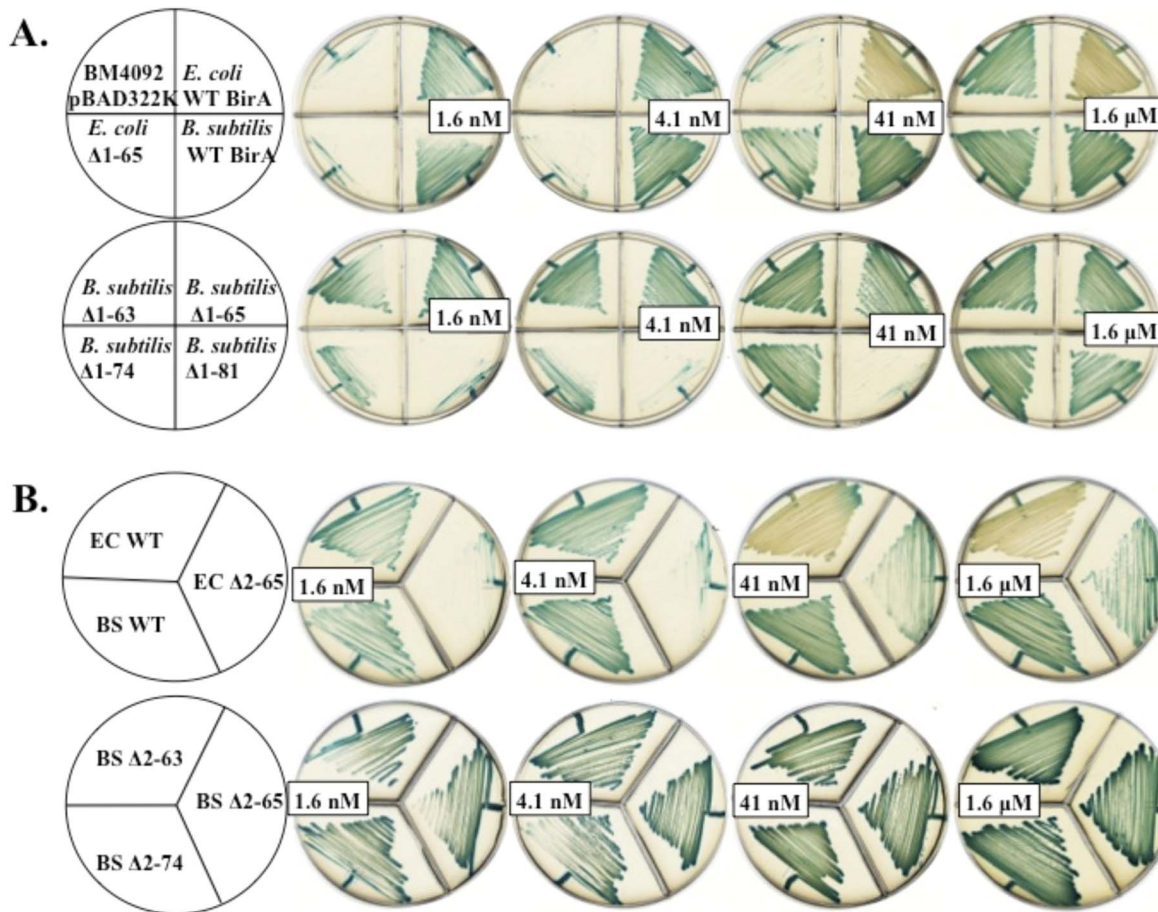 A.
BM4092 E. coli
pBAD322K WT BirA
E. coli B. subtilis
Δ1-65 WT BirA
1.6 nM 4.1 nM 41 nM 1.6 μM
B. subtilis B. subtilis
Δ1-63 Δ1-65
B. subtilis B. subtilis
Δ1-74 Δ1-81
1.6 nM 4.1 nM 41 nM 1.6 μM
B.
EC WT
EC Δ2-65
BS WT
1.6 nM 4.1 nM 41 nM 1.6 μM
BS Δ2-63
BS Δ2-65
BS Δ2-74
1.6 nM 4.1 nM 41 nM 1.6 μM